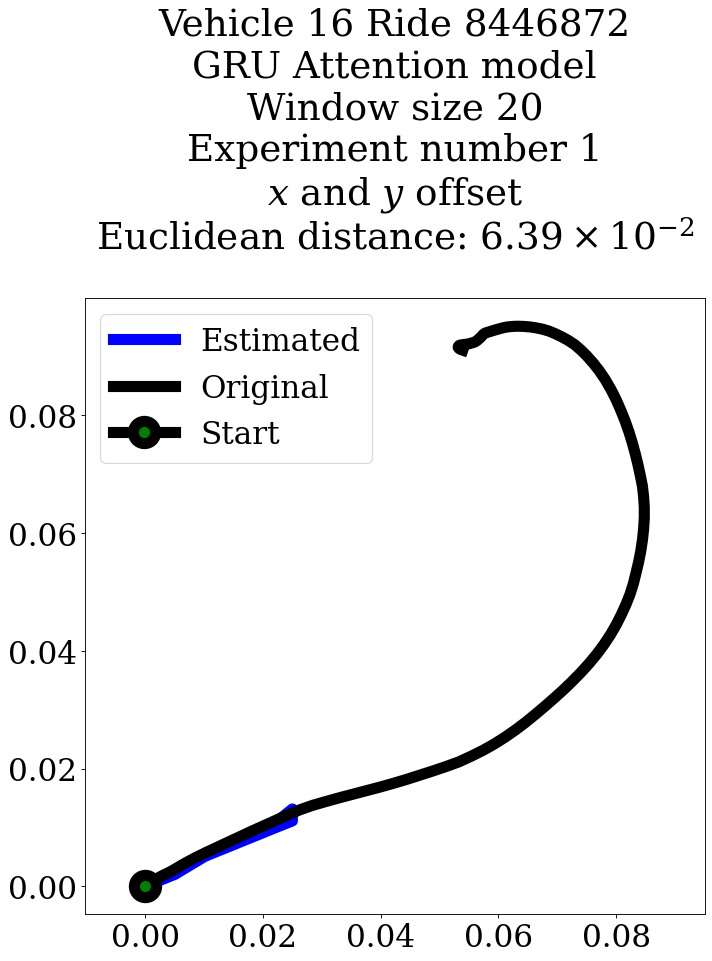 Vehicle 16 Ride 8446872
GRU Attention model
Window size 20
Experiment number 1
x and y offset
Euclidean distance: 6.39 × 10⁻²
Estimated
Original
Start
0.08
0.06
0.04
0.02
0.00
0.00 0.02 0.04 0.06 0.08